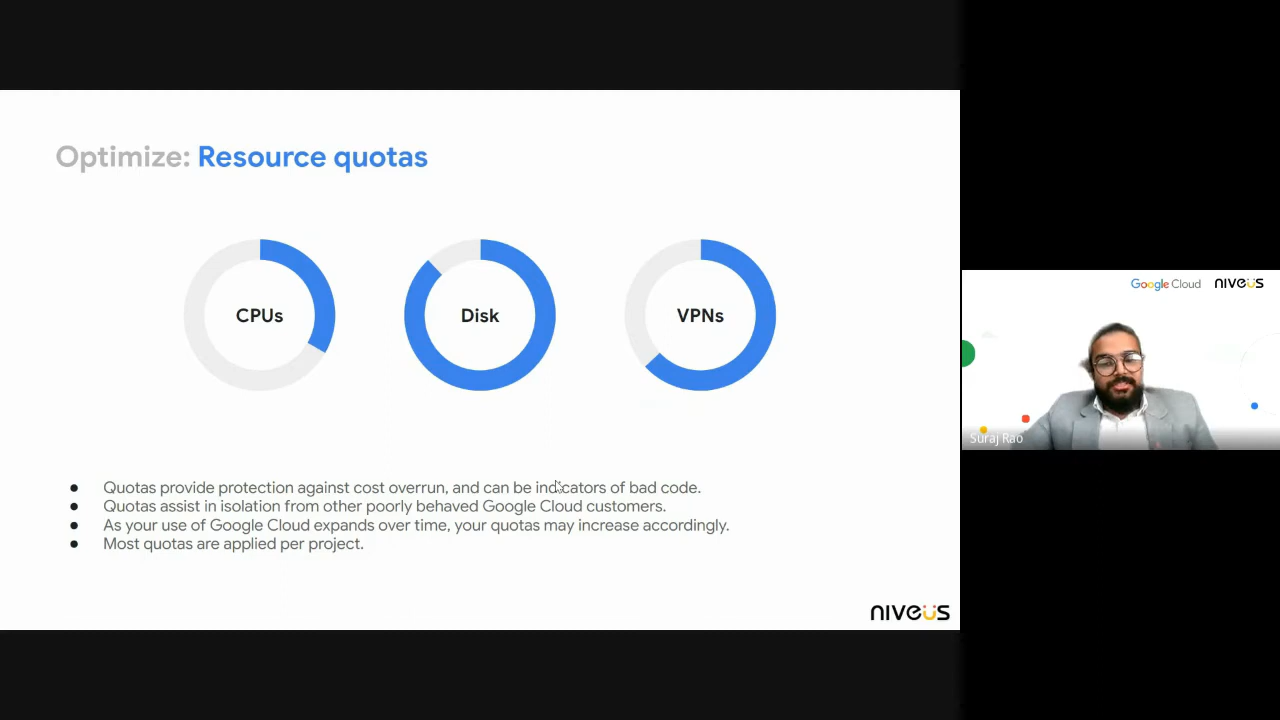 Optimize: Resource quotas
CPUs
Disk
VPNs
Quotas provide protection against cost overrun, and can be indicators of bad code.
Quotas assist in isolation from other poorly behaved Google Cloud customers.
As your use of Google Cloud expands over time, your quotas may increase accordingly.
Most quotas are applied per project.
niveus
Google Cloud niveus
Suraj Rao